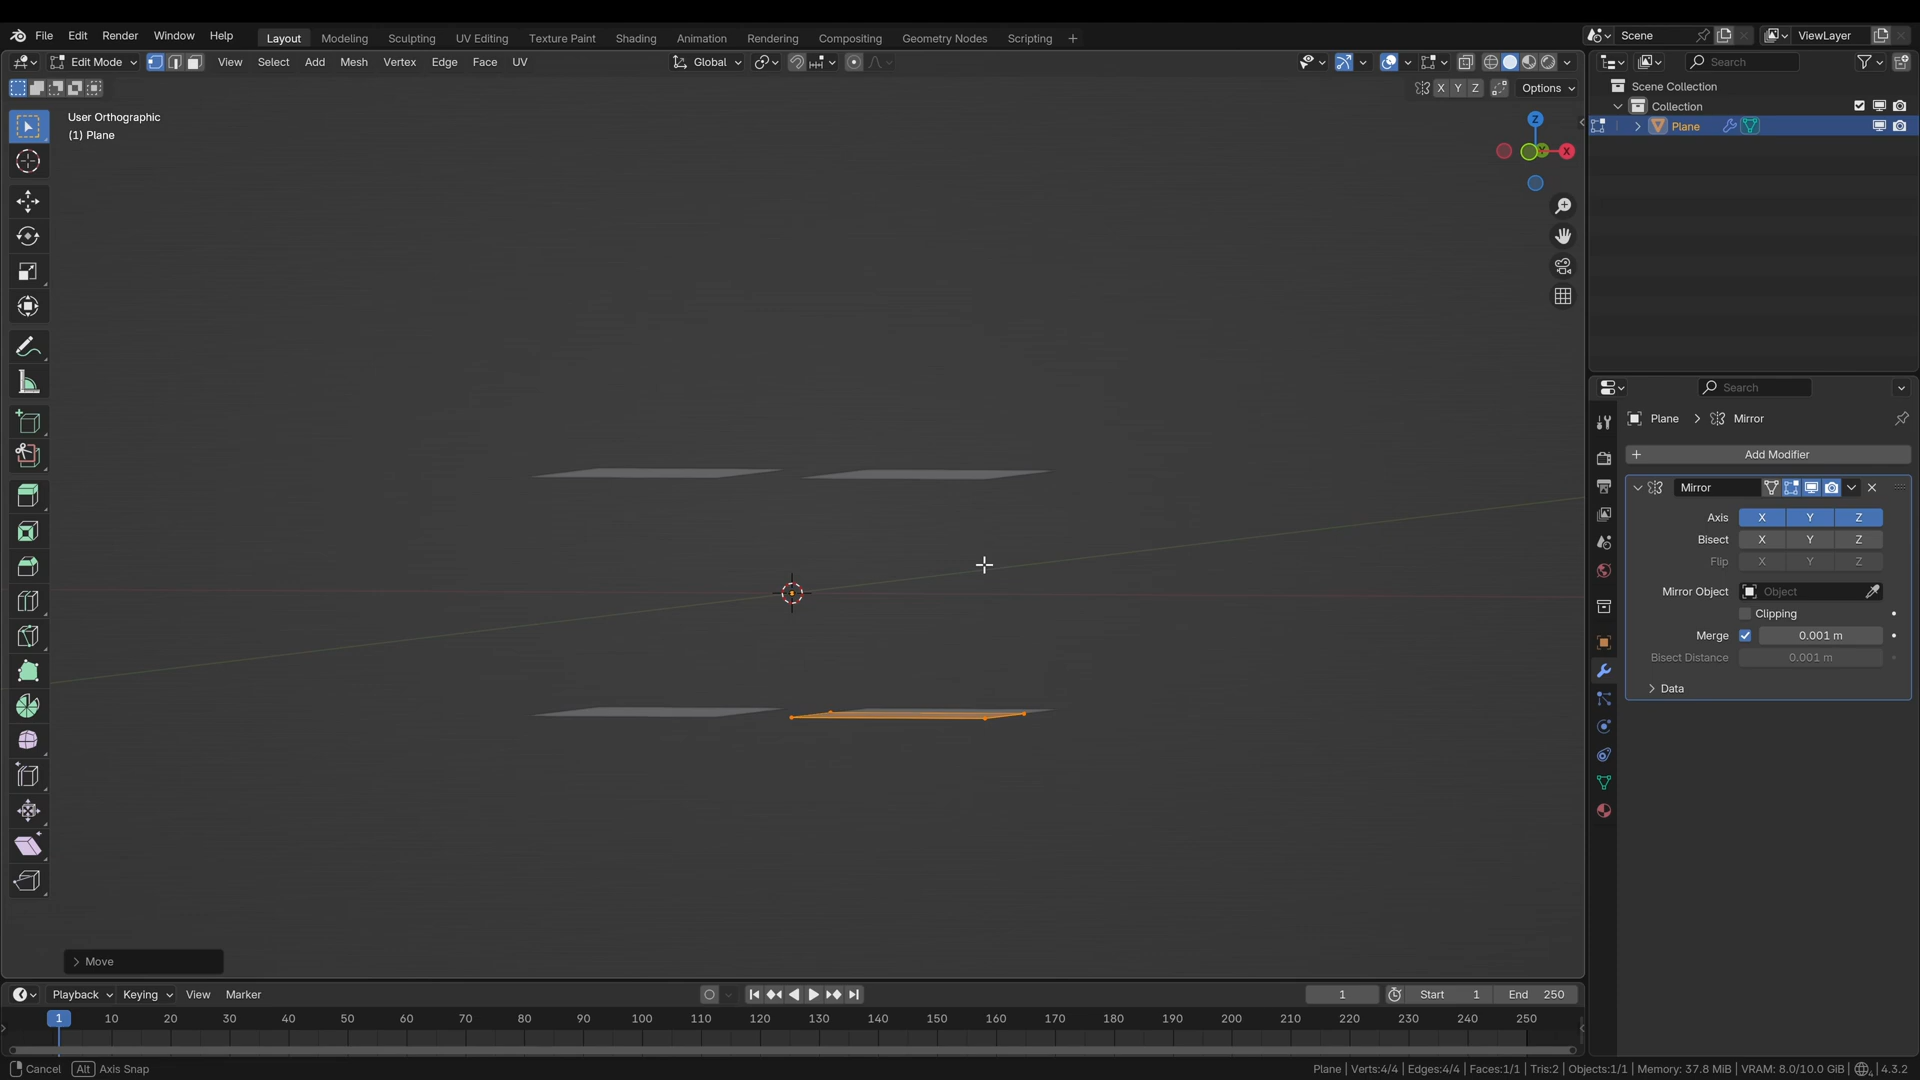 File Edit Render Window Help Layout Modeling Sculpting UV Editing Texture Paint Shading Animation Rendering Compositing Geometry Nodes Scripting + Scene ViewLayer
Edit Mode View Select Add Mesh Vertex Edge Face UV Global Search
X Y Z Options
User Orthographic
(1) Plane
Z
X
Y
Scene Collection
Collection
Plane
Search
Plane > Mirror
+ Add Modifier
Mirror
Axis X Y Z
Bisect X Y Z
Flip X Y Z
Mirror Object Object
Clipping
Merge 0.001 m
Bisect Distance 0.001 m
Data
Move
Playback Keying View Marker 1 Start 1 End 250
1 10 20 30 40 50 60 70 80 90 100 110 120 130 140 150 160 170 180 190 200 210 220 230 240 250
Cancel Alt Axis Snap Plane | Verts:4/4 | Edges:4/4 | Faces:1/1 | Tris:2 | Objects:1/1 | Memory: 37.8 MiB | VRAM: 8.0/10.0 GiB | 4.3.2